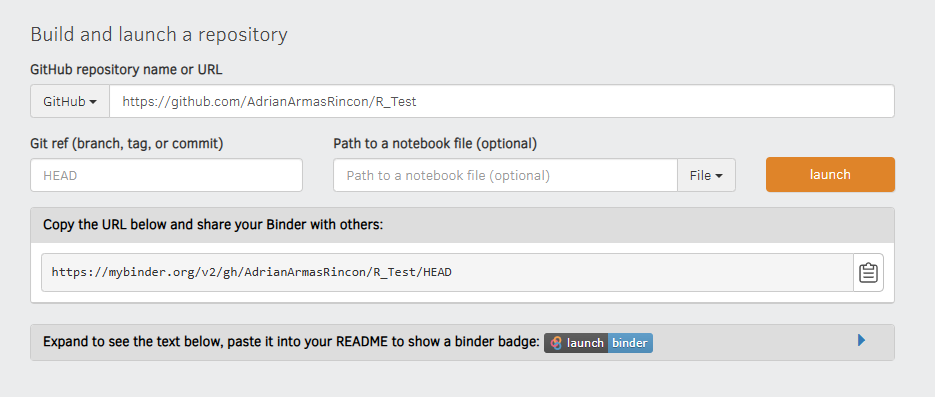 Build and launch a repository
GitHub repository name or URL
GitHub
https://github.com/AdrianArmasRincon/R_Test
Git ref (branch, tag, or commit)
Path to a notebook file (optional)
HEAD
Path to a notebook file (optional)
File
launch
Copy the URL below and share your Binder with others:
https://mybinder.org/v2/gh/AdrianArmasRincon/R_Test/HEAD
Expand to see the text below, paste it into your README to show a binder badge: launch binder